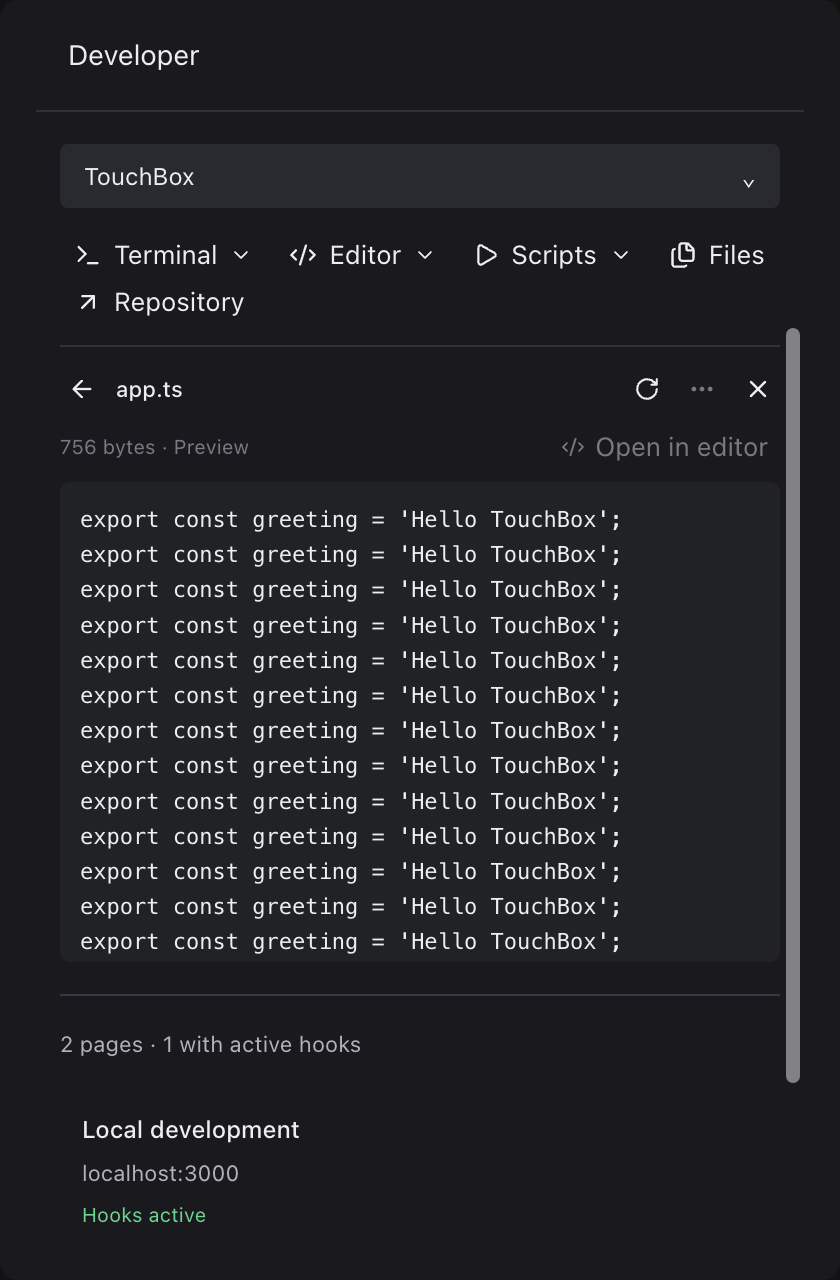 Developer
TouchBox
Terminal Editor Scripts Files
Repository
app.ts
756 bytes · Preview Open in editor
export const greeting = 'Hello TouchBox';
export const greeting = 'Hello TouchBox';
export const greeting = 'Hello TouchBox';
export const greeting = 'Hello TouchBox';
export const greeting = 'Hello TouchBox';
export const greeting = 'Hello TouchBox';
export const greeting = 'Hello TouchBox';
export const greeting = 'Hello TouchBox';
export const greeting = 'Hello TouchBox';
export const greeting = 'Hello TouchBox';
export const greeting = 'Hello TouchBox';
export const greeting = 'Hello TouchBox';
export const greeting = 'Hello TouchBox';
2 pages · 1 with active hooks
Local development
localhost:3000
Hooks active